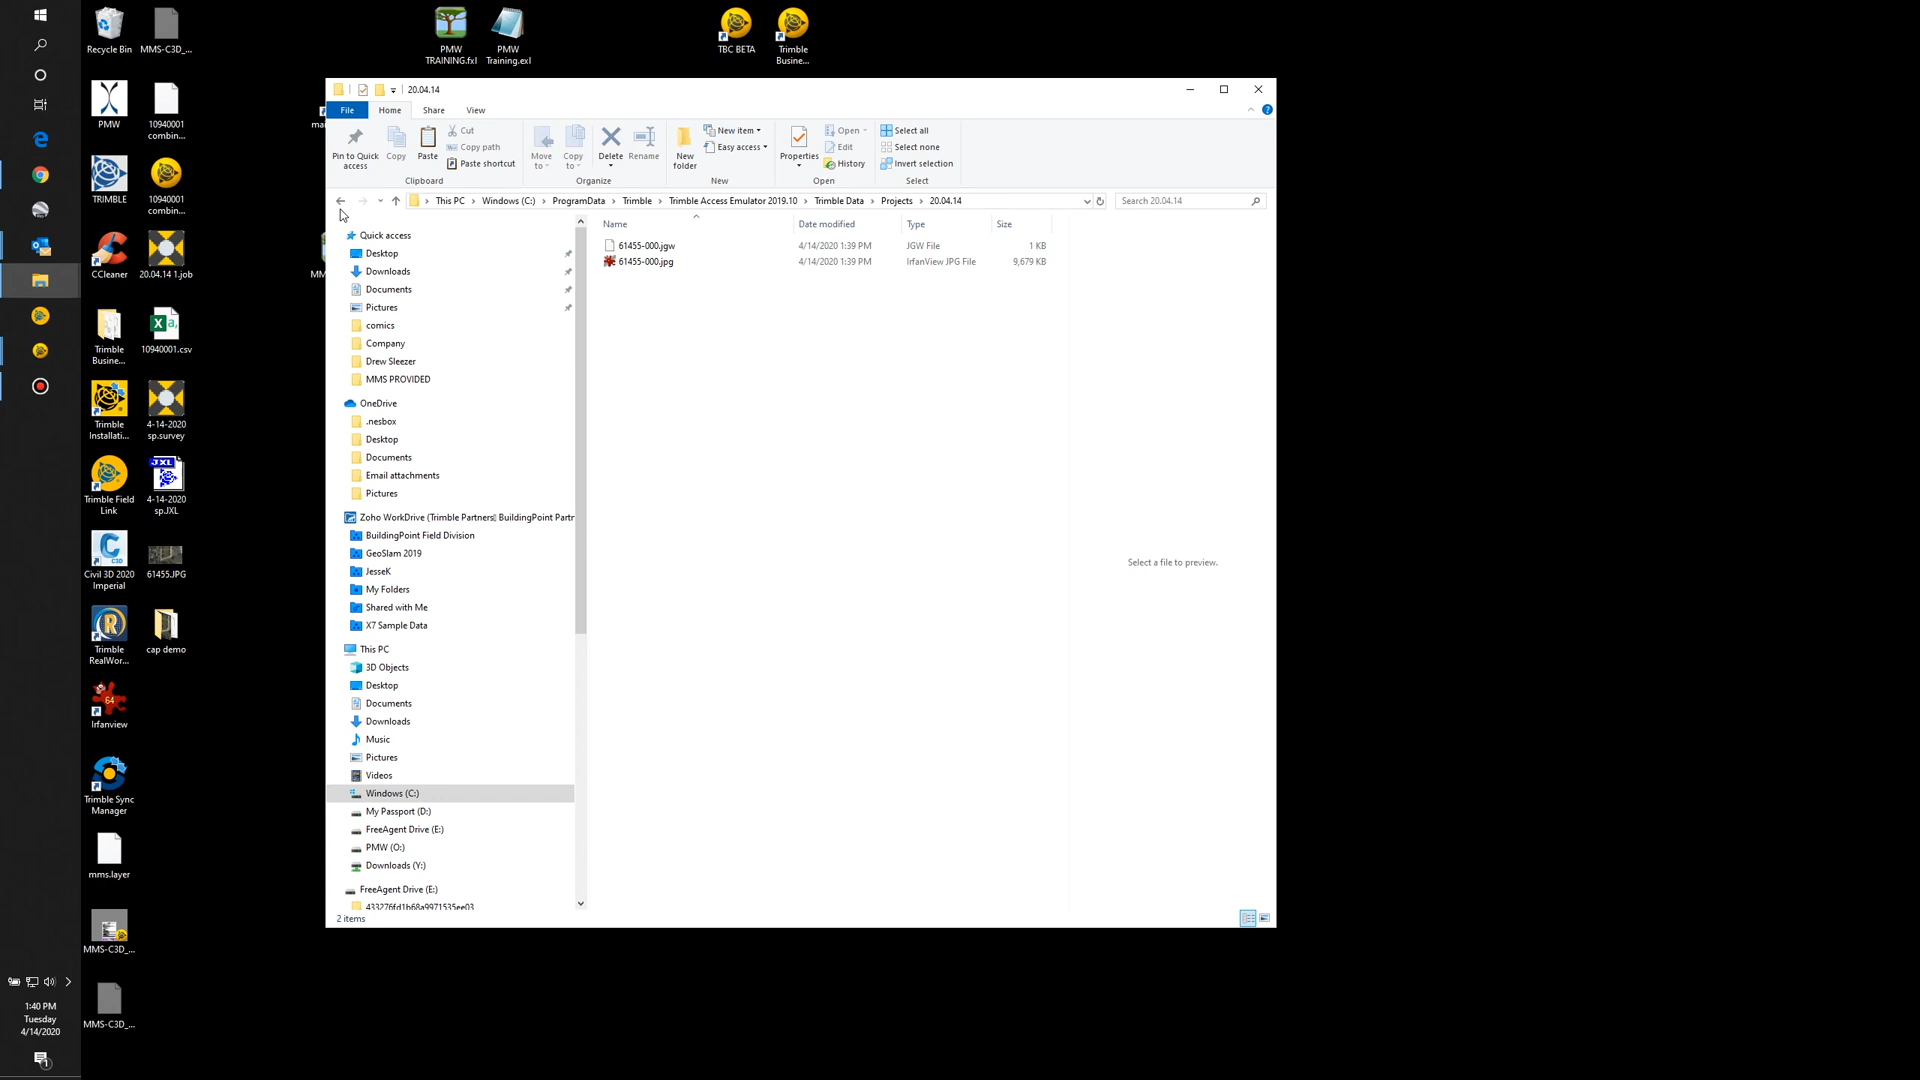 Recycle Bin
MMS-C3D_...
PMW
TRAINING.fxl
PMW
Training.exl
TBC BETA
Trimble
Busine...
PMW
10940001
combin...
TRIMBLE
10940001
combin...
CCleaner
20.04.14 1.job
Trimble
Busine...
10940001.csv
Trimble
Installati...
4-14-2020
sp.survey
Trimble Field
Link
JXL
4-14-2020
sp.JXL
Civil 3D 2020
Imperial
61455.JPG
Trimble
RealWor...
cap demo
64
Irfanview
Trimble Sync
Manager
mms.layer
MMS-C3D_...
MMS-C3D_...
1:40 PM
Tuesday
4/14/2020
20.04.14
File Home Share View
Pin to Quick
access
Copy
Paste
Cut
Copy path
Paste shortcut
Clipboard
Move
to
Copy
to
Delete
Rename
Organize
New
folder
New item
Easy access
New
Properties
Open
Edit
History
Open
Select all
Select none
Invert selection
Select
This PC > Windows (C:) > ProgramData > Trimble > Trimble Access Emulator 2019.10 > Trimble Data > Projects > 20.04.14
Search 20.04.14
Quick access
Desktop
Downloads
Documents
Pictures
comics
Company
Drew Sleezer
MMS PROVIDED
OneDrive
.nesbox
Desktop
Documents
Email attachments
Pictures
Zoho WorkDrive (Trimble Partners BuildingPoint Partr
BuildingPoint Field Division
GeoSlam 2019
JesseK
My Folders
Shared with Me
X7 Sample Data
This PC
3D Objects
Desktop
Documents
Downloads
Music
Pictures
Videos
Windows (C:)
My Passport (D:)
FreeAgent Drive (E:)
PMW (O:)
Downloads (Y:)
FreeAgent Drive (E:)
433276fd1b68a9971535ee03
Name Date modified Type Size
61455-000.jgw 4/14/2020 1:39 PM JGW File 1 KB
61455-000.jpg 4/14/2020 1:39 PM IrfanView JPG File 9,679 KB
Select a file to preview.
2 items